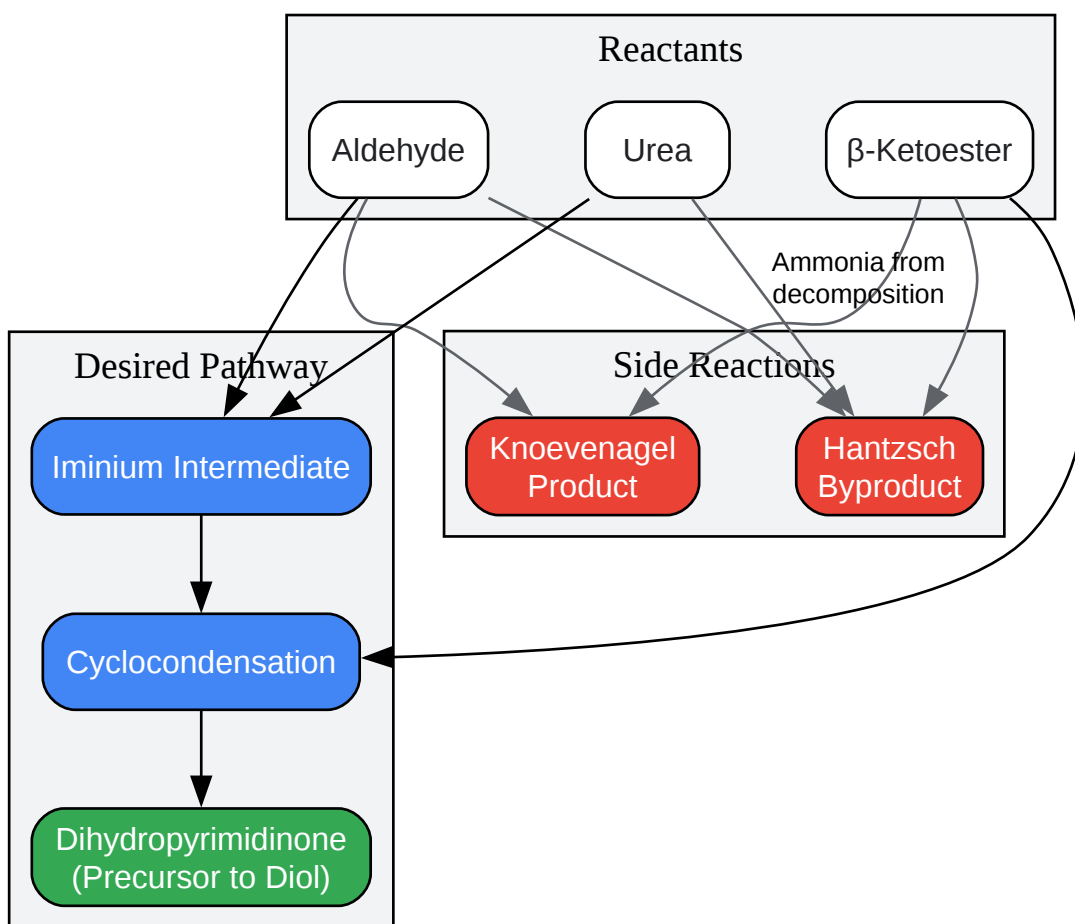 Reactants
Aldehyde
Urea
β-Ketoester
Ammonia from
decomposition
Desired Pathway
Side Reactions
Iminium Intermediate
Knoevenagel
Product
Hantzsch
Byproduct
Cyclocondensation
Dihydropyrimidinone
(Precursor to Diol)